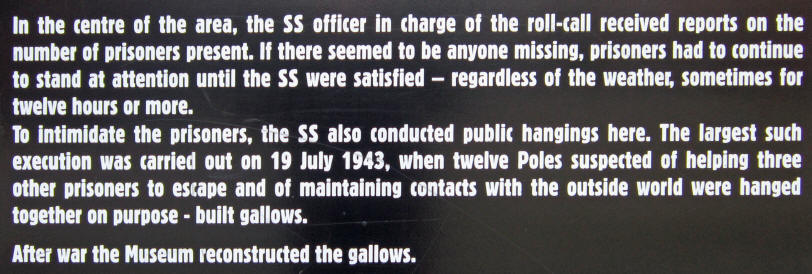 In the centre of the area, the SS officer in charge of the roll-call received reports on the
number of prisoners present. If there seemed to be anyone missing, prisoners had to continue
to stand at attention until the SS were satisfied – regardless of the weather, sometimes for
twelve hours or more.
To intimidate the prisoners, the SS also conducted public hangings here. The largest such
execution was carried out on 19 July 1943, when twelve Poles suspected of helping three
other prisoners to escape and of maintaining contacts with the outside world were hanged
together on purpose - built gallows.
After war the Museum reconstructed the gallows.